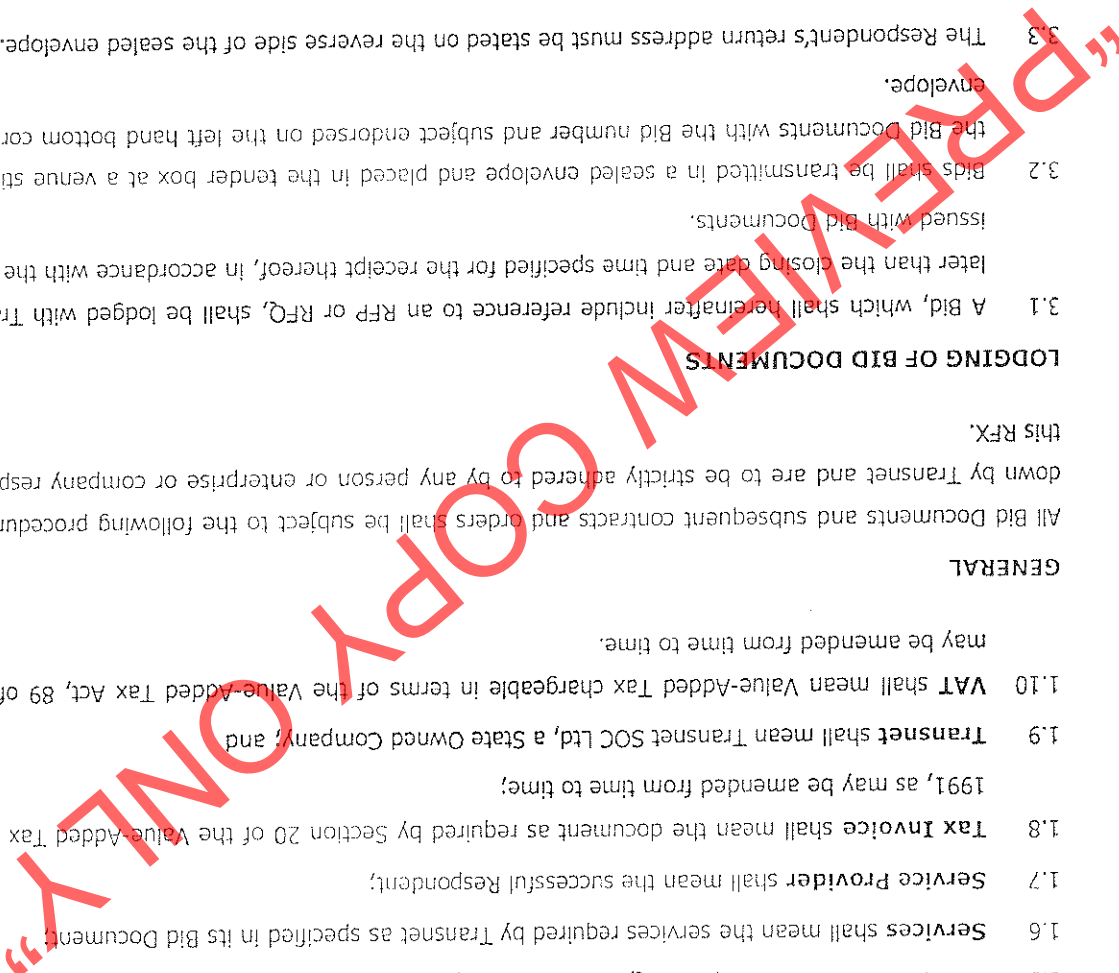 1.6 Services shall mean the services required by Transnet as specified in its Bid Document;
1.7 Service Provider shall mean the successful Respondent;
1.8 Tax Invoice shall mean the document as required by Section 20 of the Value-Added Tax
1991, as may be amended from time to time;
1.9 Transnet shall mean Transnet SOC Ltd, a State Owned Company; and
1.10 VAT shall mean Value-Added Tax chargeable in terms of the Value-Added Tax Act, 89 of
may be amended from time to time.
GENERAL
All Bid Documents and subsequent contracts and orders shall be subject to the following procedur
down by Transnet and are to be strictly adhered to by any person or enterprise or company resp
this RFX.
LODGING OF BID DOCUMENTS
3.1 A Bid, which shall hereinafter include reference to an RFP or RFQ, shall be lodged with Tra
later than the closing date and time specified for the receipt thereof, in accordance with the
issued with Bid Documents.
3.2 Bids shall be transmitted in a sealed envelope and placed in the tender box at a venue sti
the Bid Documents with the Bid number and subject endorsed on the left hand bottom cor
envelope.
3.3 The Respondent's return address must be stated on the reverse side of the sealed envelope.
"PREVIEW COPY ONLY"